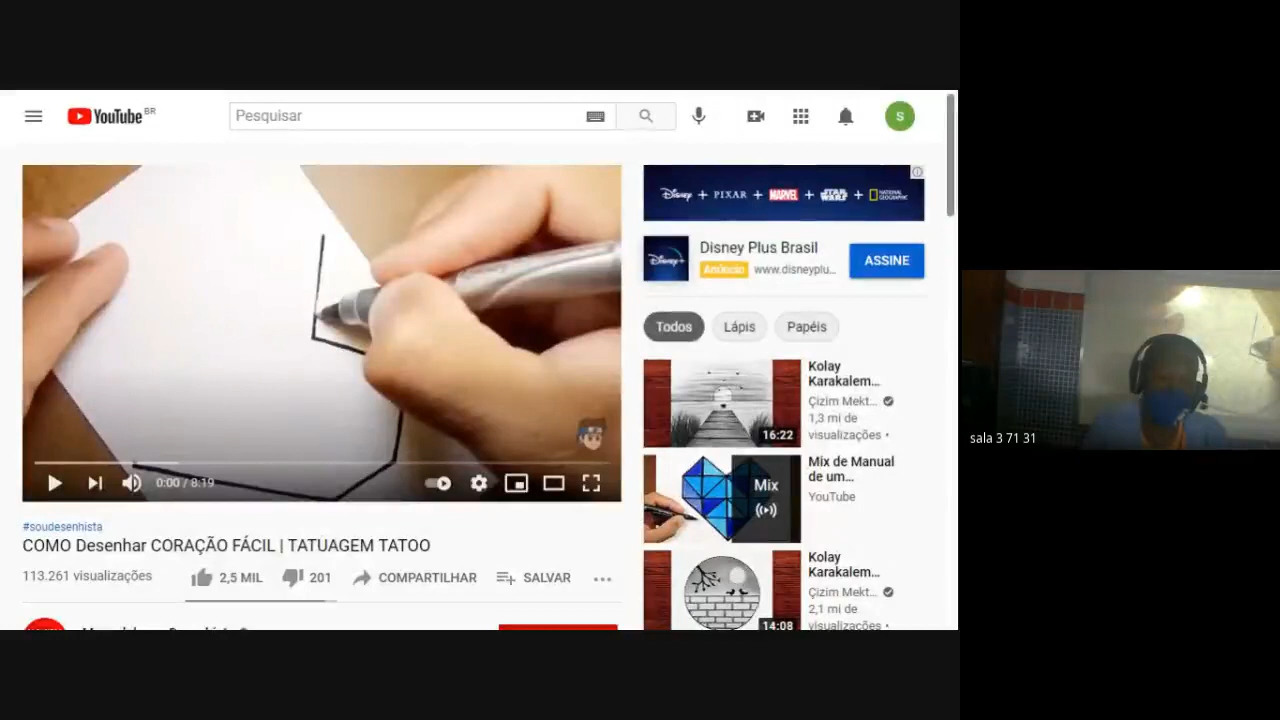 YouTube BR
Pesquisar
S
Disney + PIXAR + MARVEL + STAR WARS + NATIONAL GEOGRAPHIC
Disney+
Disney Plus Brasil
Anúncio www.disneyplu...
ASSINE
Todos
Lápis
Papéis
Kolay
Karakalem...
Çizim Mekt...
1,3 mi de
visualizações •
16:22
Mix de Manual
de um...
YouTube
Mix
Kolay
Karakalem...
Çizim Mekt...
2,1 mi de
visualizações •
14:08
0:00 / 8:19
#soudesenhista
COMO Desenhar CORAÇÃO FÁCIL | TATUAGEM TATOO
113.261 visualizações
2,5 MIL
201
COMPARTILHAR
SALVAR
sala 3 71 31